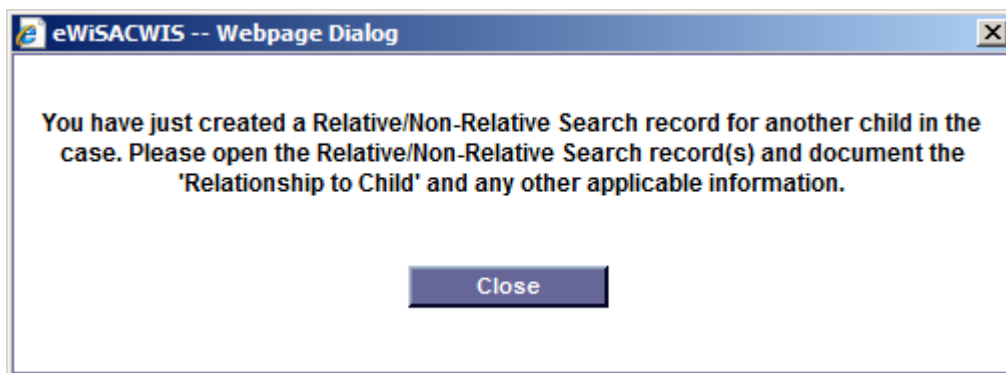 eWiSACWIS -- Webpage Dialog
You have just created a Relative/Non-Relative Search record for another child in the
case. Please open the Relative/Non-Relative Search record(s) and document the
'Relationship to Child' and any other applicable information.
Close